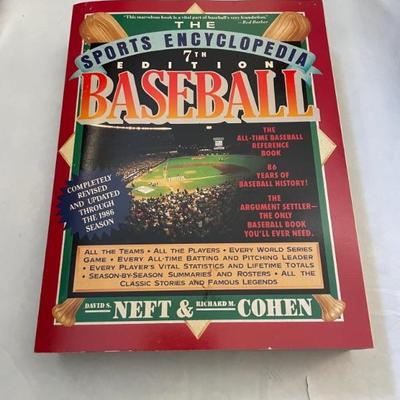 "This marvelous book is a vital part of baseball's very foundation."
—Red Barber
THE
SPORTS ENCYCLOPEDIA
7TH
EDITION
BASEBALL
THE
ALL-TIME BASEBALL
REFERENCE
BOOK
86
YEARS OF
BASEBALL HISTORY!
THE
ARGUMENT SETTLER—
THE ONLY
BASEBALL BOOK
YOU'LL EVER NEED.
COMPLETELY
REVISED
AND UPDATED
THROUGH
THE 1986
SEASON
ALL THE TEAMS • ALL THE PLAYERS • EVERY WORLD SERIES
GAME • EVERY ALL-TIME BATTING AND PITCHING LEADER
• EVERY PLAYER'S VITAL STATISTICS AND LIFETIME TOTALS
• SEASON-BY-SEASON SUMMARIES AND ROSTERS • ALL THE
CLASSIC STORIES AND FAMOUS LEGENDS
DAVID S. NEFT & RICHARD M. COHEN